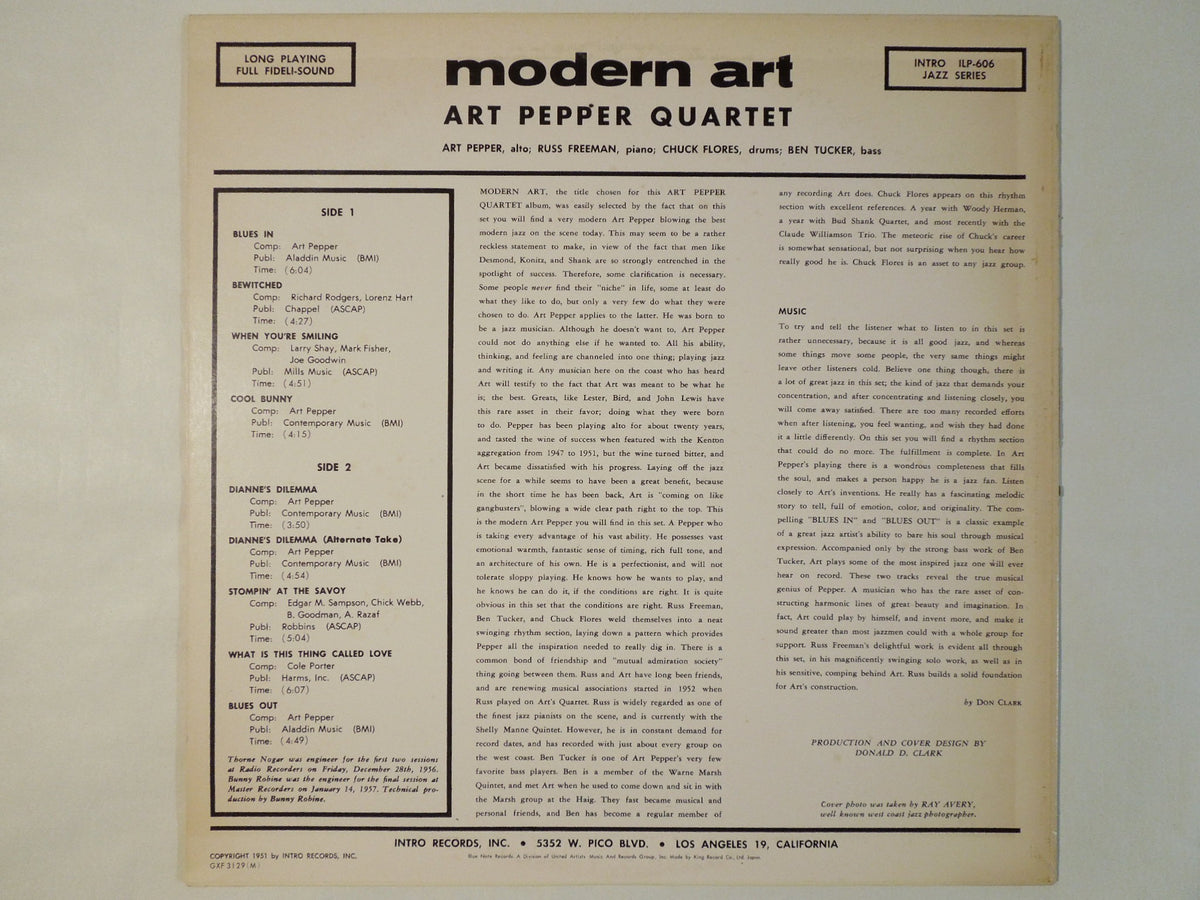 LONG PLAYING
FULL FIDELI-SOUND
modern art
INTRO ILP-606
JAZZ SERIES
ART PEPPER QUARTET
ART PEPPER, alto; RUSS FREEMAN, piano; CHUCK FLORES, drums; BEN TUCKER, bass
SIDE 1
BLUES IN
Comp: Art Pepper
Publ: Aladdin Music (BMI)
Time: (6:04)
BEWITCHED
Comp: Richard Rodgers, Lorenz Hart
Publ: Chappel (ASCAP)
Time: (4:27)
WHEN YOU'RE SMILING
Comp: Larry Shay, Mark Fisher,
Joe Goodwin
Publ: Mills Music (ASCAP)
Time: (4:51)
COOL BUNNY
Comp: Art Pepper
Publ: Contemporary Music (BMI)
Time: (4:15)
SIDE 2
DIANNE'S DILEMMA
Comp: Art Pepper
Publ: Contemporary Music (BMI)
Time: (3:50)
DIANNE'S DILEMMA (Alternate Take)
Comp: Art Pepper
Publ: Contemporary Music (BMI)
Time: (4:54)
STOMPIN' AT THE SAVOY
Comp: Edgar M. Sampson, Chick Webb,
B. Goodman, A. Razaf
Publ: Robbins (ASCAP)
Time: (5:04)
WHAT IS THIS THING CALLED LOVE
Comp: Cole Porter
Publ: Harms, Inc. (ASCAP)
Time: (6:07)
BLUES OUT
Comp: Art Pepper
Publ: Aladdin Music (BMI)
Time: (4:49)
Thorne Nogar was engineer for the first two sessions
at Radio Recorders on Friday, December 28th, 1956.
Bunny Robine was the engineer for the final session at
Master Recorders on January 14, 1957. Technical pro-
duction by Bunny Robine.
MODERN ART, the title chosen for this ART PEPPER
QUARTET album, was easily selected by the fact that on this
set you will find a very modern Art Pepper blowing the best
modern jazz on the scene today. This may seem to be a rather
reckless statement to make, in view of the fact that men like
Desmond, Konitz, and Shank are so strongly entrenched in the
spotlight of success. Therefore, some clarification is necessary.
Some people never find their "niche" in life, some at least do
what they like to do, but only a very few do what they were
chosen to do. Art Pepper applies to the latter. He was born to
be a jazz musician. Although he doesn't want to, Art Pepper
could not do anything else if he wanted to. All his ability,
thinking, and feeling are channeled into one thing; playing jazz
and writing it. Any musician here on the coast who has heard
Art will testify to the fact that Art was meant to be what he
is; the best. Greats, like Lester, Bird, and John Lewis have
this rare asset in their favor; doing what they were born
to do. Pepper has been playing alto for about twenty years,
and tasted the wine of success when featured with the Kenton
aggregation from 1947 to 1951, but the wine turned bitter, and
Art became dissatisfied with his progress. Laying off the jazz
scene for a while seems to have been a great benefit, because
in the short time he has been back, Art is "coming on like
gangbusters", blowing a wide clear path right to the top. This
is the modern Art Pepper you will find in this set. A Pepper who
is taking every advantage of his vast ability. He possesses vast
emotional warmth, fantastic sense of timing, rich full tone, and
an architecture of his own. He is a perfectionist, and will not
tolerate sloppy playing. He knows how he wants to play, and
he knows he can do it, if the conditions are right. It is quite
obvious in this set that the conditions are right. Russ Freeman,
Ben Tucker, and Chuck Flores weld themselves into a neat
swinging rhythm section, laying down a pattern which provides
Pepper all the inspiration needed to really dig in. There is a
common bond of friendship and "mutual admiration society"
thing going between them. Russ and Art have long been friends,
and are renewing musical associations started in 1952 when
Russ played on Art's Quartet. Russ is widely regarded as one of
the finest jazz pianists on the scene, and is currently with the
Shelly Manne Quintet. However, he is in constant demand for
record dates, and has recorded with just about every group on
the west coast. Ben Tucker is one of Art Pepper's very few
favorite bass players. Ben is a member of the Warne Marsh
Quintet, and met Art when he used to come down and sit in with
the Marsh group at the Haig. They fast became musical and
personal friends, and Ben has become a regular member of
any recording Art does. Chuck Flores appears on this rhythm
section with excellent references. A year with Woody Herman,
a year with Bud Shank Quartet, and most recently with the
Claude Williamson Trio. The meteoric rise of Chuck's career
is somewhat sensational, but not surprising when you hear how
really good he is. Chuck Flores is an asset to any jazz group.
MUSIC
To try and tell the listener what to listen to in this set is
rather unnecessary, because it is all good jazz, and whereas
some things move some people, the very same things might
leave other listeners cold. Believe one thing though, there is
a lot of great jazz in this set; the kind of jazz that demands your
concentration, and after concentrating and listening closely, you
will come away satisfied. There are too many recorded efforts
when after listening, you feel wanting, and wish they had done
it a little differently. On this set you will find a rhythm section
that could do no more. The fulfillment is complete. In Art
Pepper's playing there is a wondrous completeness that fills
the soul, and makes a person happy he is a jazz fan. Listen
closely to Art's inventions. He really has a fascinating melodic
story to tell, full of emotion, color, and originality. The com-
pelling "BLUES IN" and "BLUES OUT" is a classic example
of a great jazz artist's ability to bare his soul through musical
expression. Accompanied only by the strong bass work of Ben
Tucker, Art plays some of the most inspired jazz one will ever
hear on record. These two tracks reveal the true musical
genius of Pepper. A musician who has the rare asset of con-
structing harmonic lines of great beauty and imagination. In
fact, Art could play by himself, and invent more, and make it
sound greater than most jazzmen could with a whole group for
support. Russ Freeman's delightful work is evident all through
this set, in his magnificently swinging solo work, as well as in
his sensitive, comping behind Art. Russ builds a solid foundation
for Art's construction.
by DON CLARK
PRODUCTION AND COVER DESIGN BY
DONALD D. CLARK
Cover photo was taken by RAY AVERY,
well known west coast jazz photographer.
INTRO RECORDS, INC. • 5352 W. PICO BLVD. • LOS ANGELES 19, CALIFORNIA
COPYRIGHT 1951 by INTRO RECORDS, INC.
Blue Note Records. A Division of United Artists Music And Records Group, Inc. Made by King Record Co., Ltd. Japan.
GXF 3129 (M)